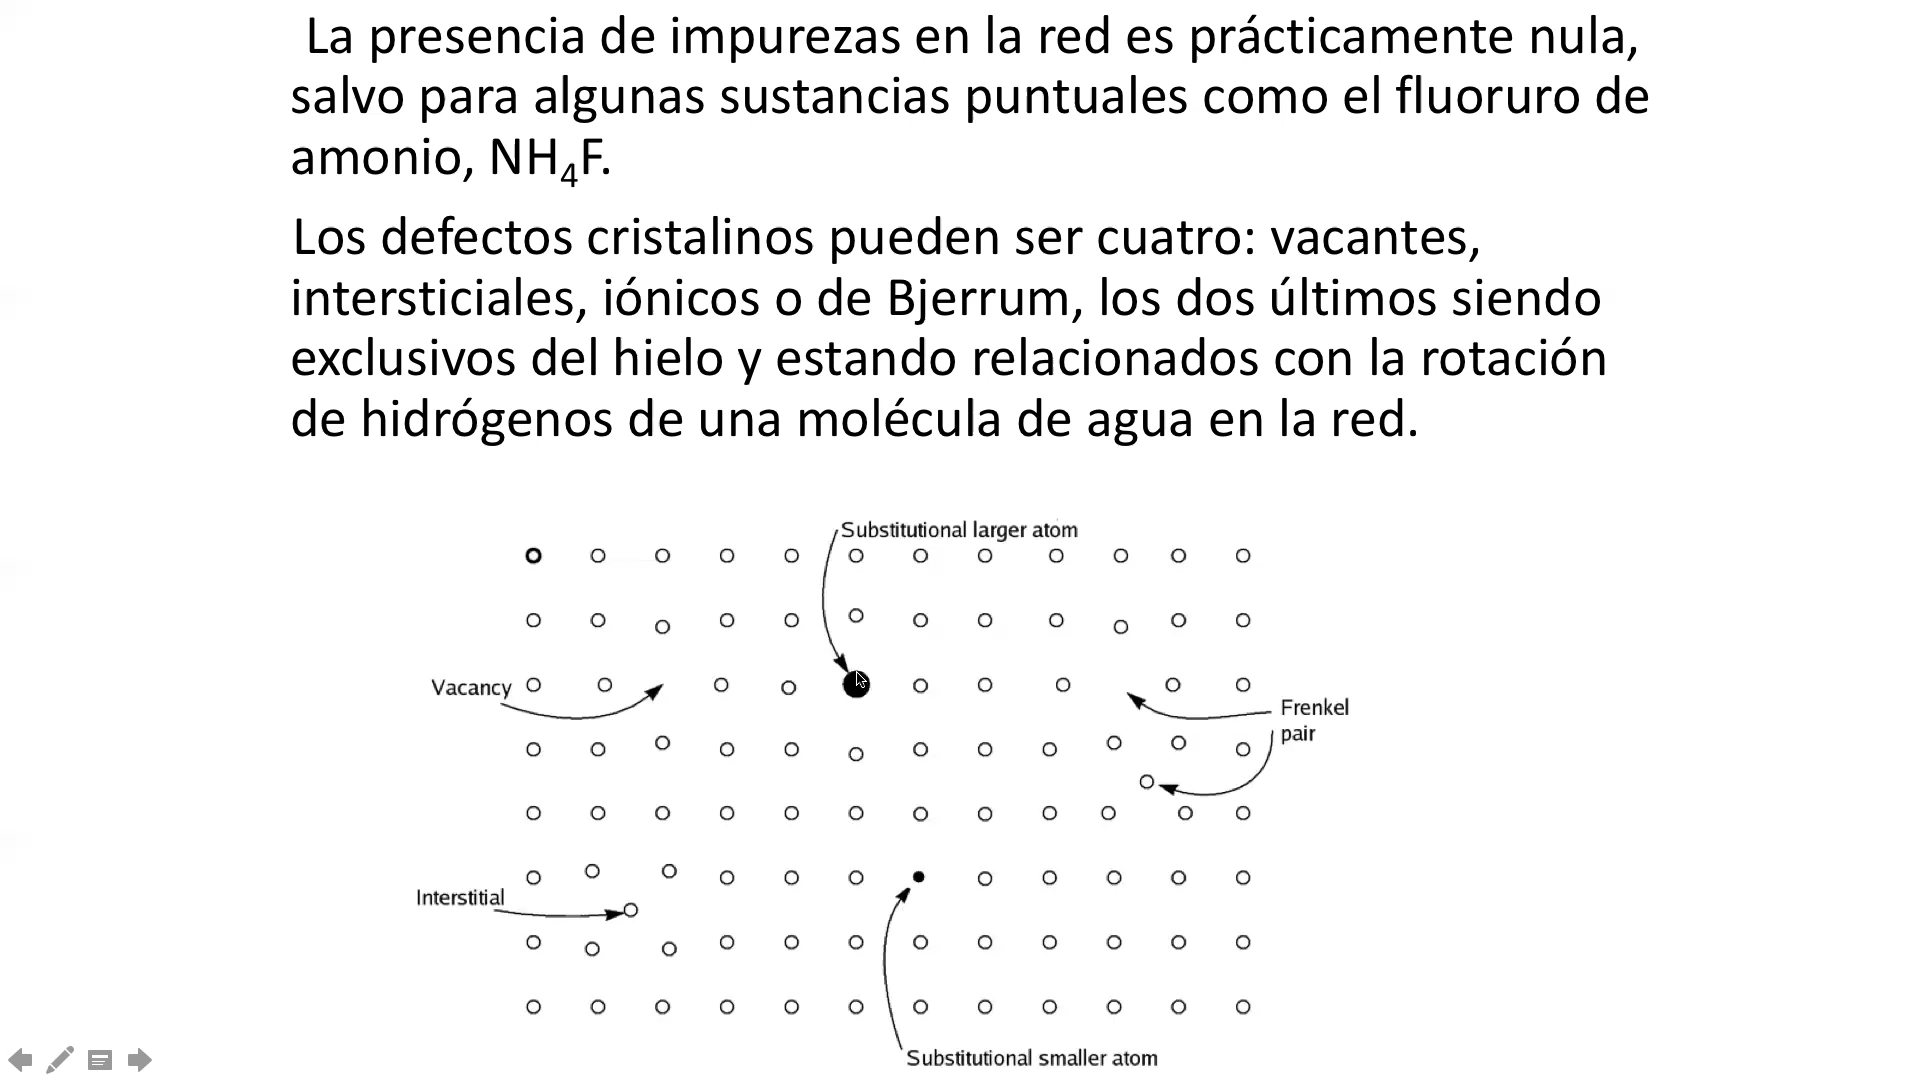 La presencia de impurezas en la red es prácticamente nula,
salvo para algunas sustancias puntuales como el fluoruro de
amonio, NH₄F.
Los defectos cristalinos pueden ser cuatro: vacantes,
intersticiales, iónicos o de Bjerrum, los dos últimos siendo
exclusivos del hielo y estando relacionados con la rotación
de hidrógenos de una molécula de agua en la red.
Substitutional larger atom
Vacancy
Frenkel
pair
Interstitial
Substitutional smaller atom